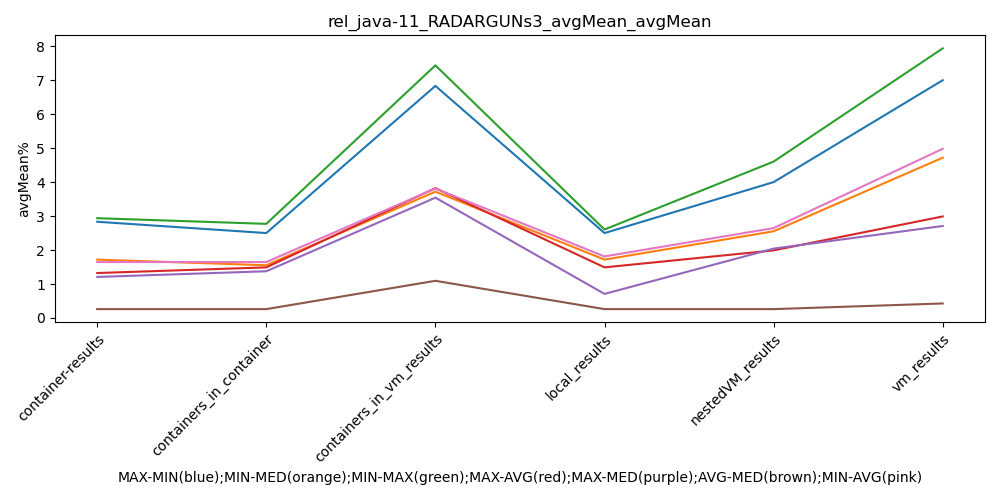 rel_java-11_RADARGUNs3_avgMean_avgMean
8
7
6
5
4
3
2
1
0
avgMean%
container-results
containers_in_container
containers_in_vm_results
local_results
nestedVM_results
vm_results
MAX-MIN(blue);MIN-MED(orange);MIN-MAX(green);MAX-AVG(red);MAX-MED(purple);AVG-MED(brown);MIN-AVG(pink)